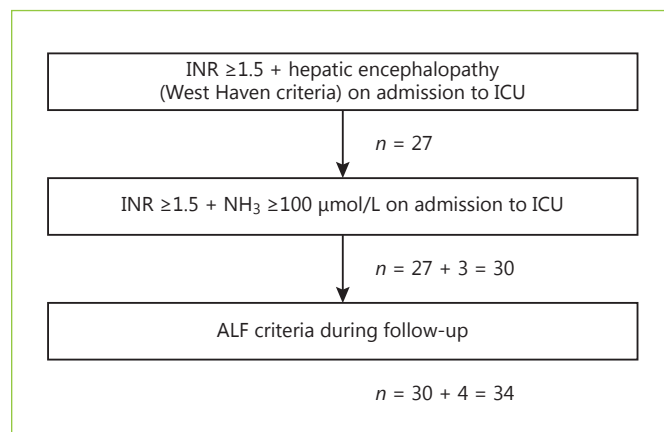 INR ≥1.5 + hepatic encephalopathy
(West Haven criteria) on admission to ICU
n = 27
INR ≥1.5 + NH₃ ≥100 µmol/L on admission to ICU
n = 27 + 3 = 30
ALF criteria during follow-up
n = 30 + 4 = 34